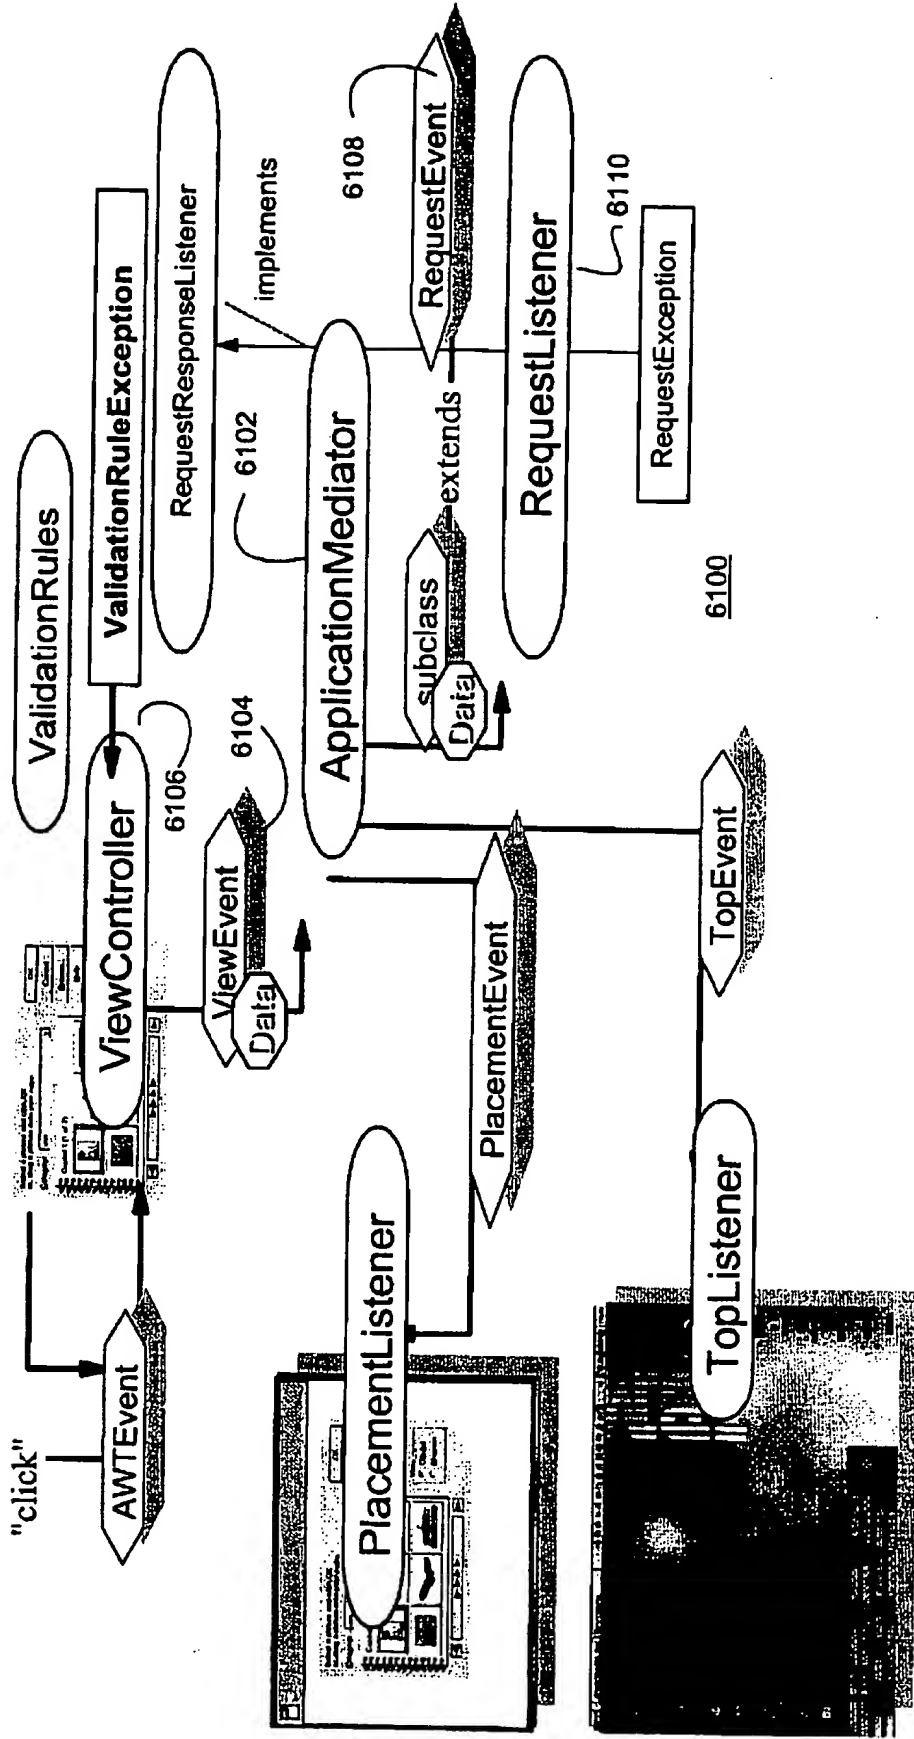 "click"
AWTEvent
ViewController
ValidationRules
ValidationRuleException
6106
ViewEvent
Data
6104
RequestResponseListener
implements
6102
ApplicationMediator
6108
RequestEvent
extends
subclass
Data
RequestListener
6110
RequestException
PlacementListener
PlacementEvent
TopListener
TopEvent
6100